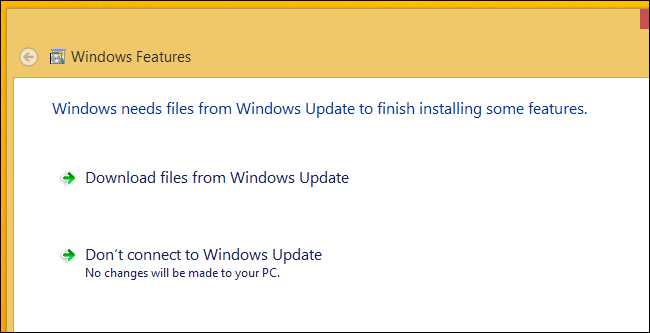 Windows Features
Windows needs files from Windows Update to finish installing some features.
Download files from Windows Update
Don't connect to Windows Update
No changes will be made to your PC.